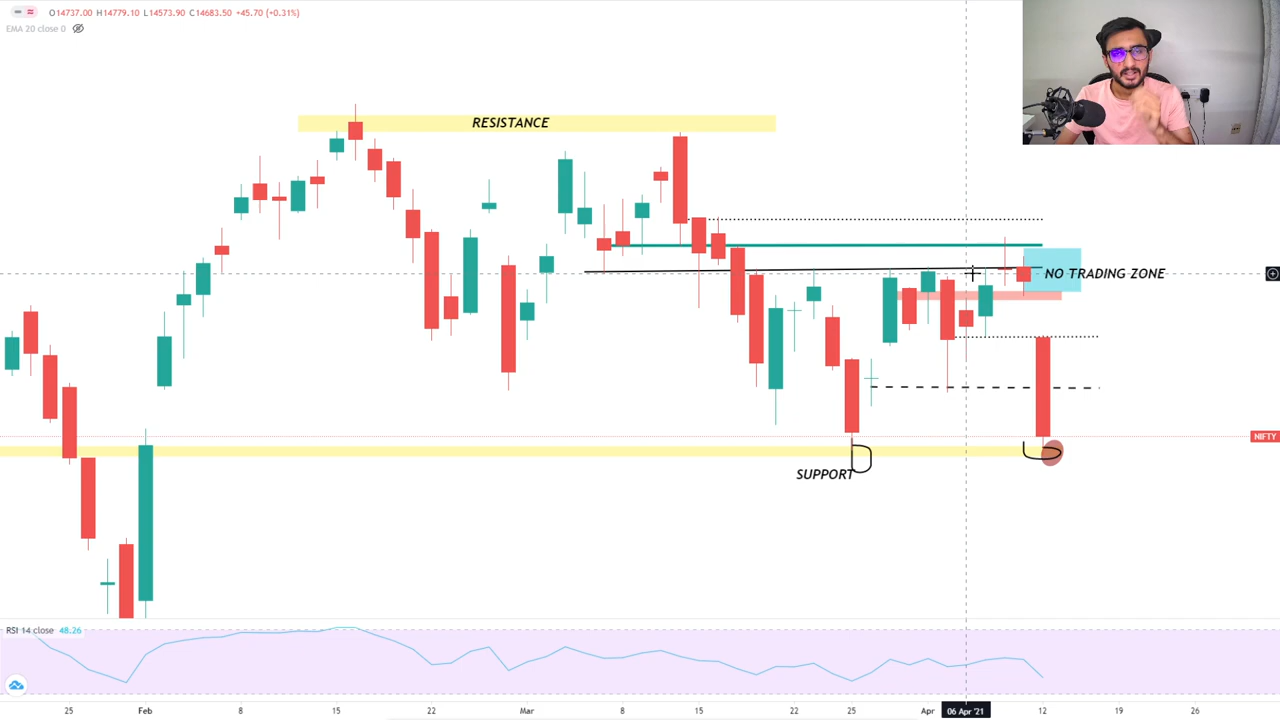 O14737.00 H14779.10 L14573.90 C14683.50 +45.70 (+0.31%)
EMA 20 close 0
RESISTANCE
NO TRADING ZONE
NIFTY
SUPPORT
RSI 14 close 48.26
25 Feb 8 15 22 Mar 8 15 22 25 Apr 06 Apr '21 12 19 26